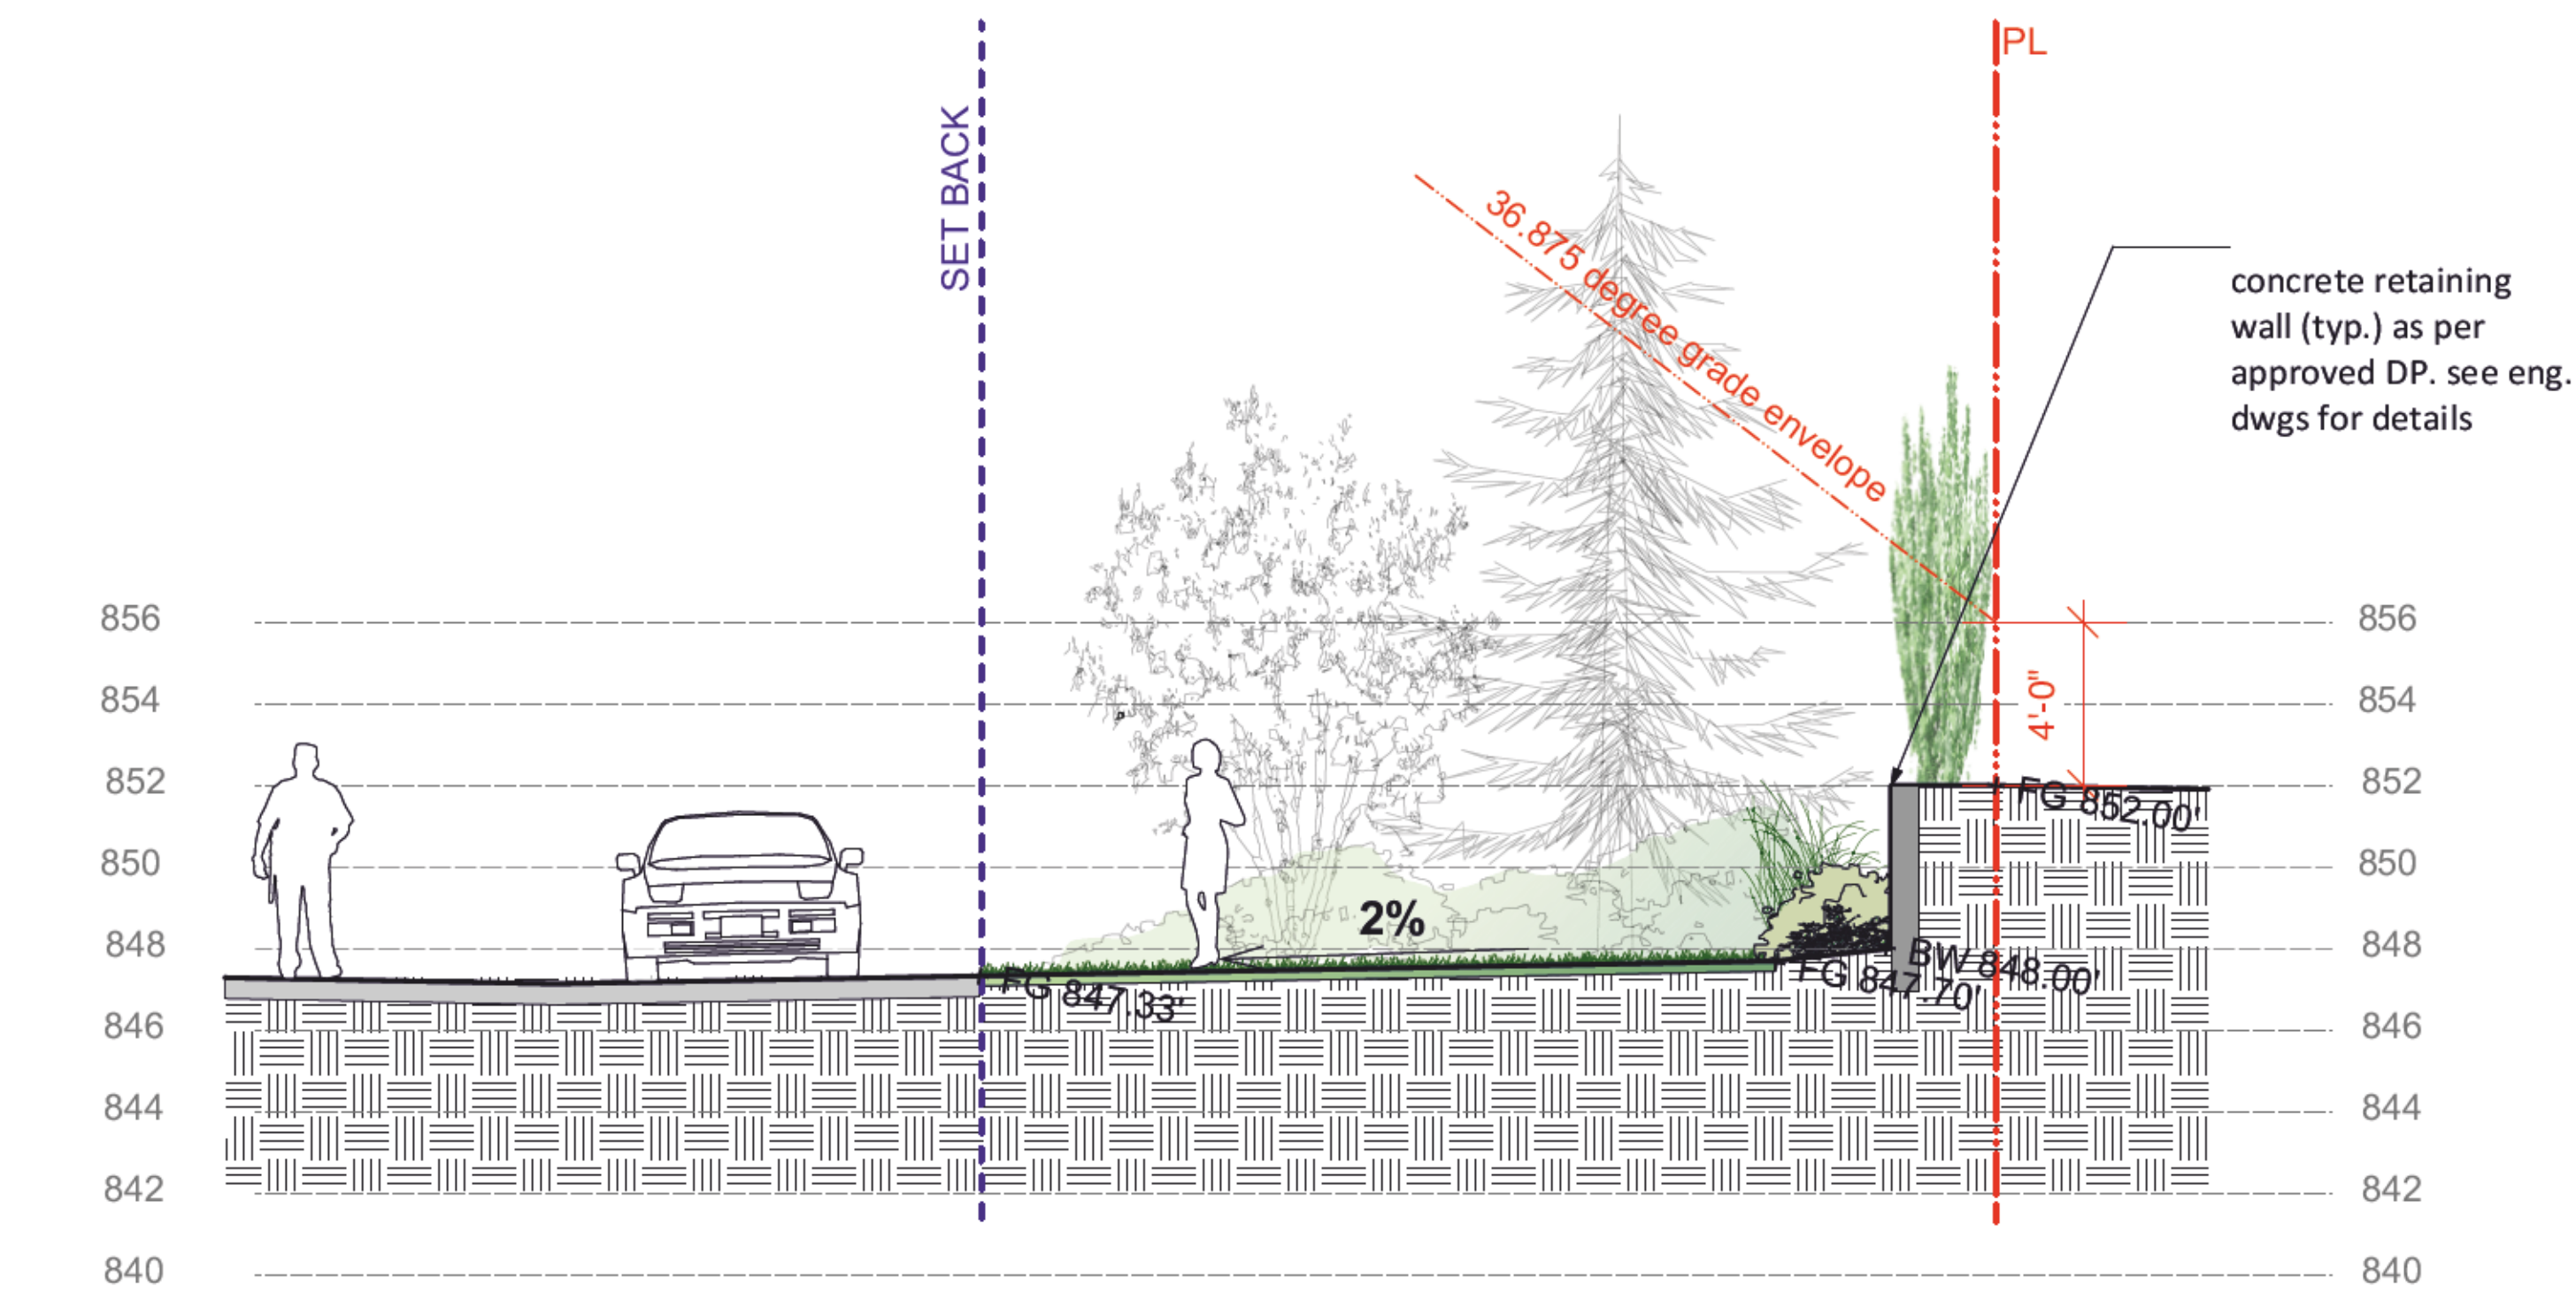 PL
SET BACK
36.875 degree grade envelope
concrete retaining
wall (typ.) as per
approved DP. see eng.
dwgs for details
856
856
854
4'-0"
854
852
FG 852.00'
852
850
850
848
2%
BW 848.00'
848
FG 847.33'
FG 847.70'
846
846
844
844
842
842
840
840